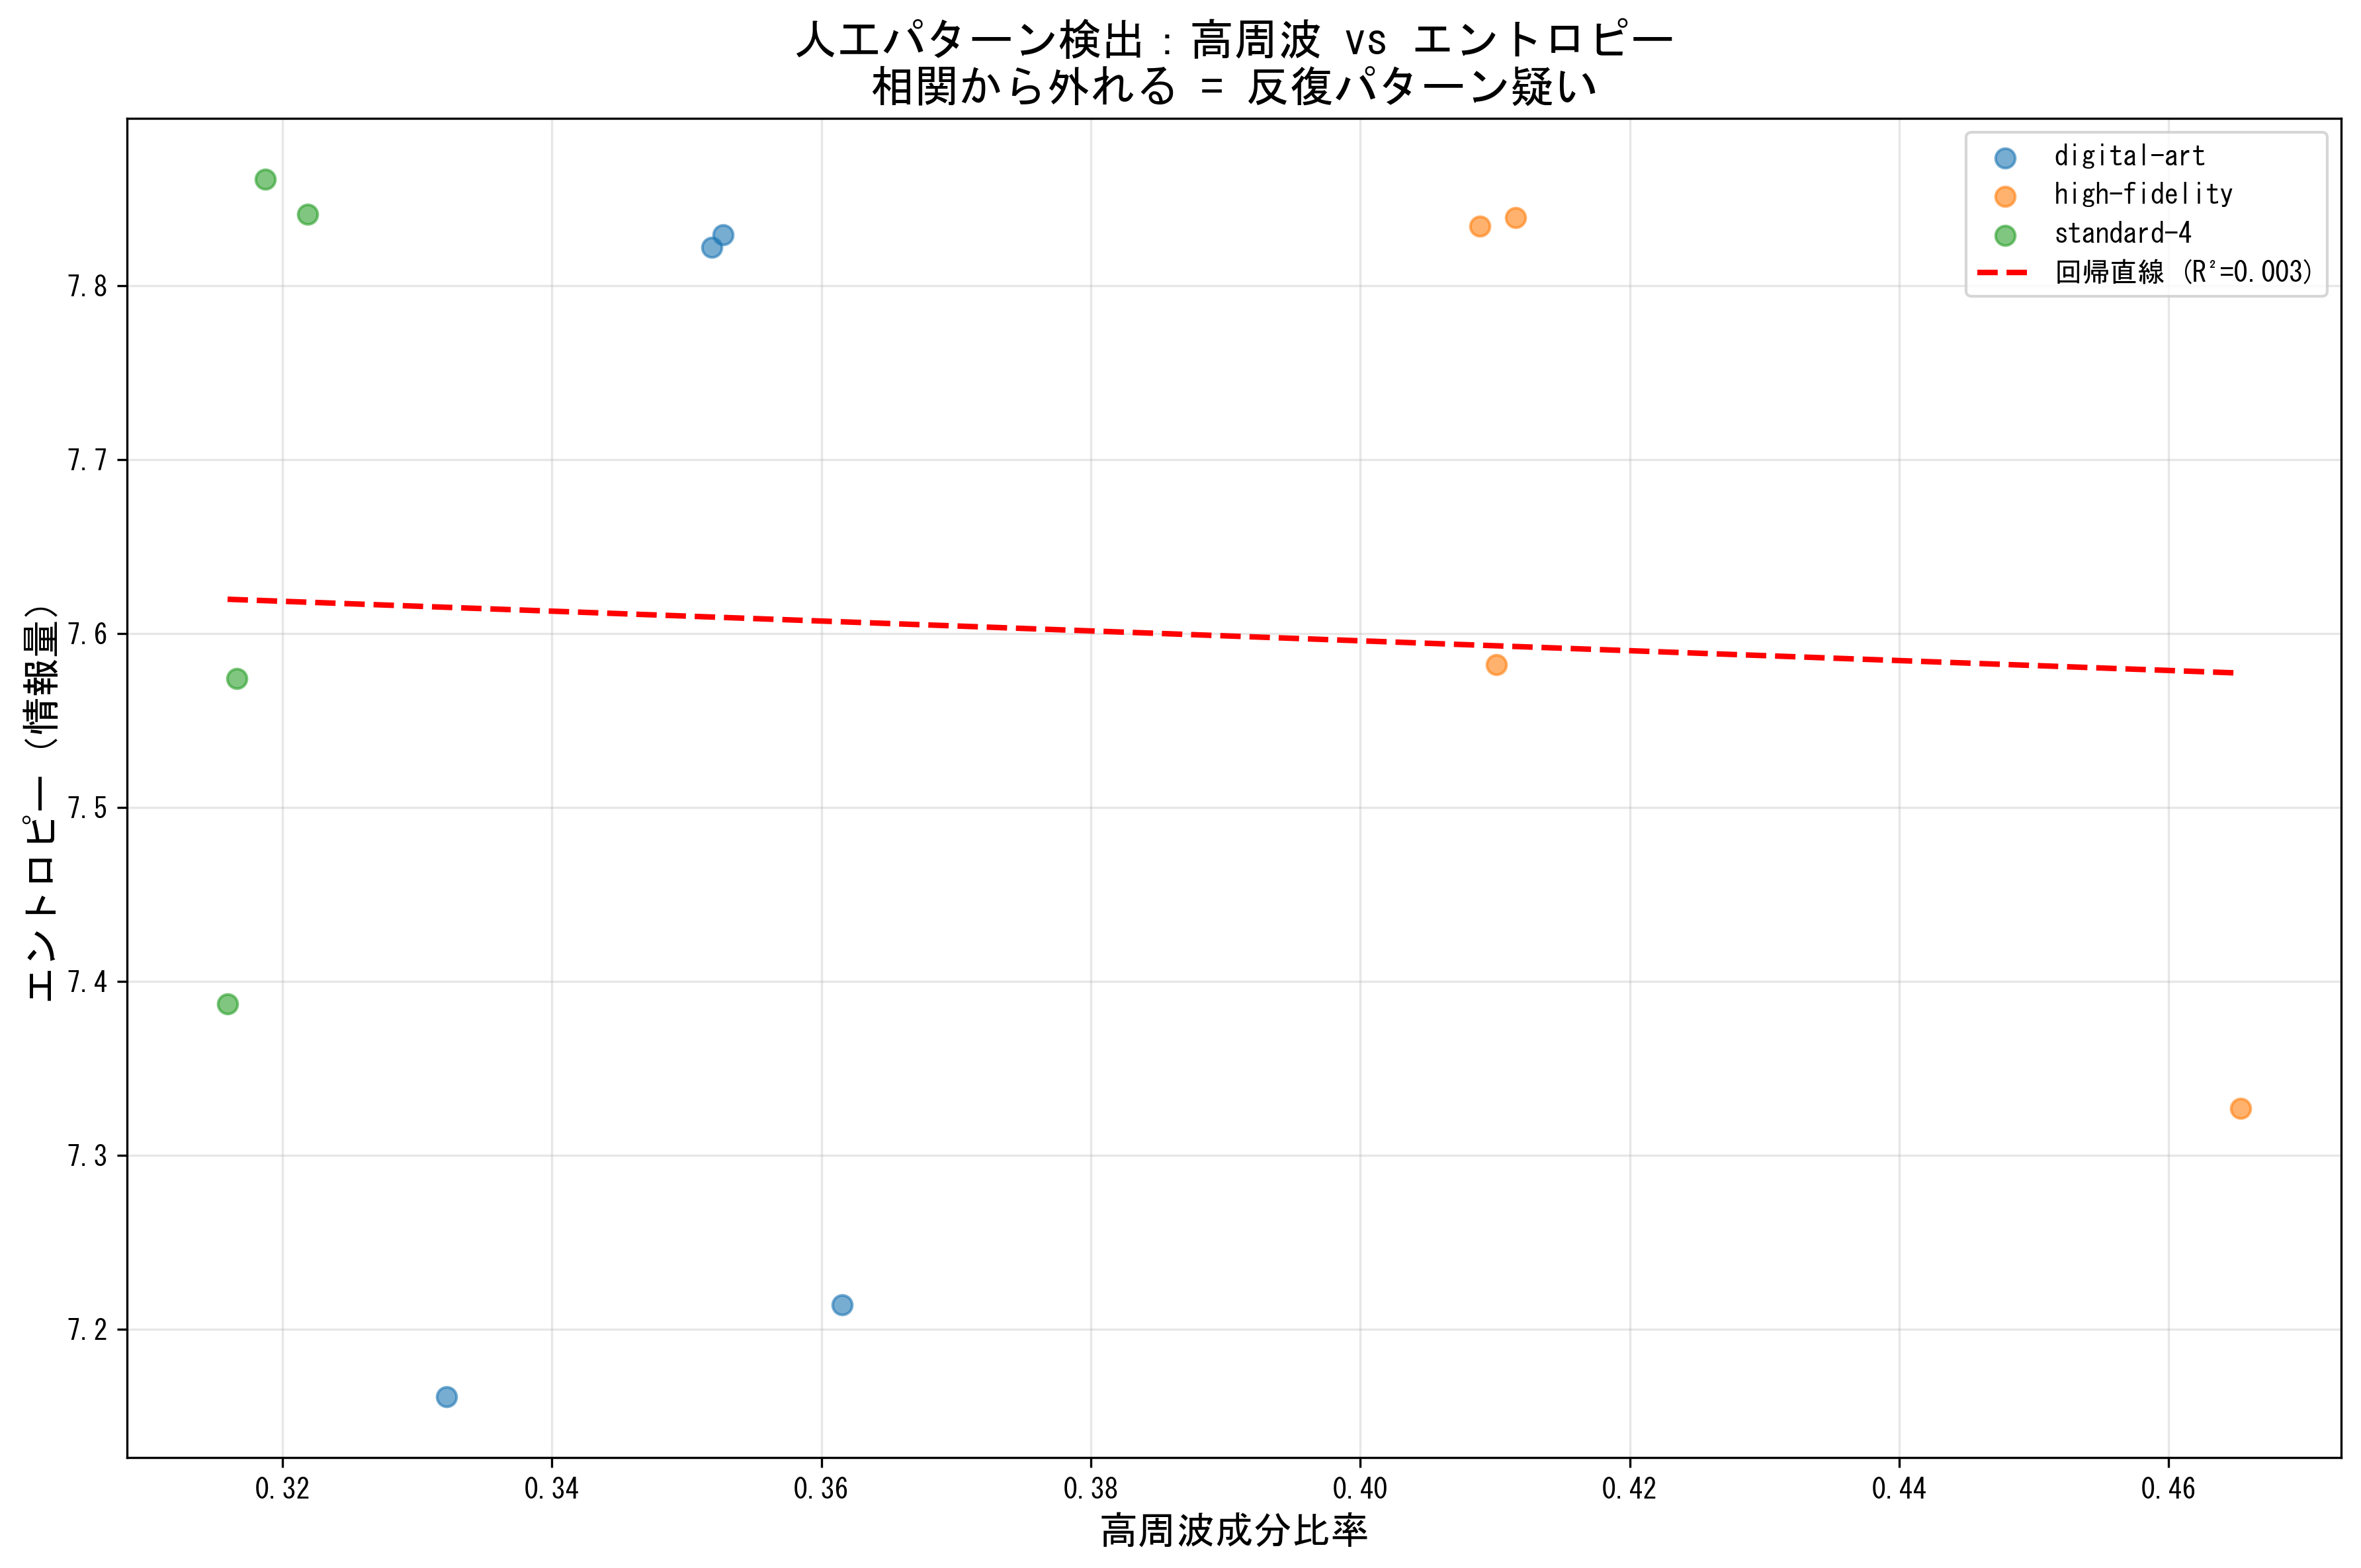 人工パターン検出：高周波 vs エントロピー
相関から外れる = 反復パターン疑い
digital-art
high-fidelity
standard-4
回帰直線 (R²=0.003)
エントロピー（情報量）
7.8
7.7
7.6
7.5
7.4
7.3
7.2
0.32 0.34 0.36 0.38 0.40 0.42 0.44 0.46
高周波成分比率